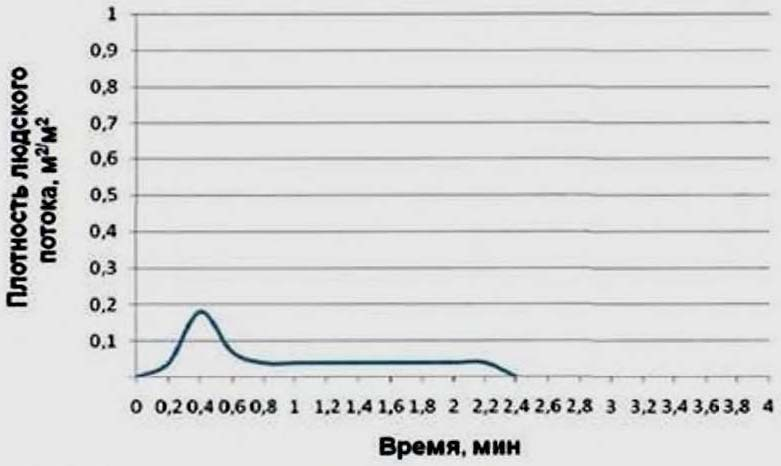 Плотность людского
потока, м²/м²
1
0,9
0,8
0,7
0,6
0,5
0,4
0,3
0,2
0,1
0 0,2 0,4 0,6 0,8 1 1,2 1,4 1,6 1,8 2 2,2 2,4 2,6 2,8 3 3,2 3,4 3,6 3,8 4
Время, мин